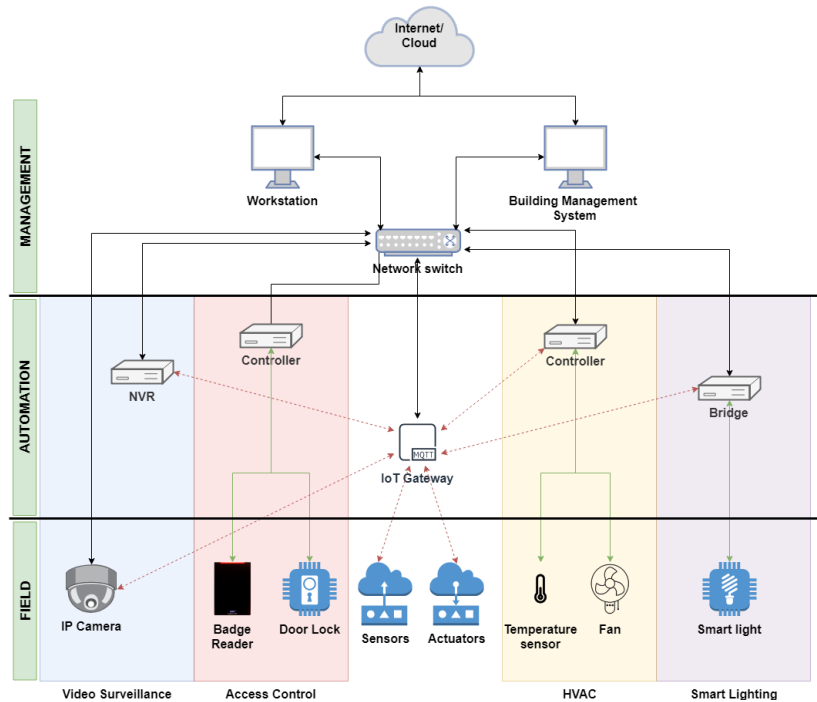 Internet/
Cloud
MANAGEMENT
Workstation
Building Management
System
Network switch
AUTOMATION
Controller
Controller
NVR
Bridge
MQTT
IoT Gateway
FIELD
IP Camera
Badge
Reader
Door Lock
Sensors
Actuators
Temperature
sensor
Fan
Smart light
Video Surveillance
Access Control
HVAC
Smart Lighting